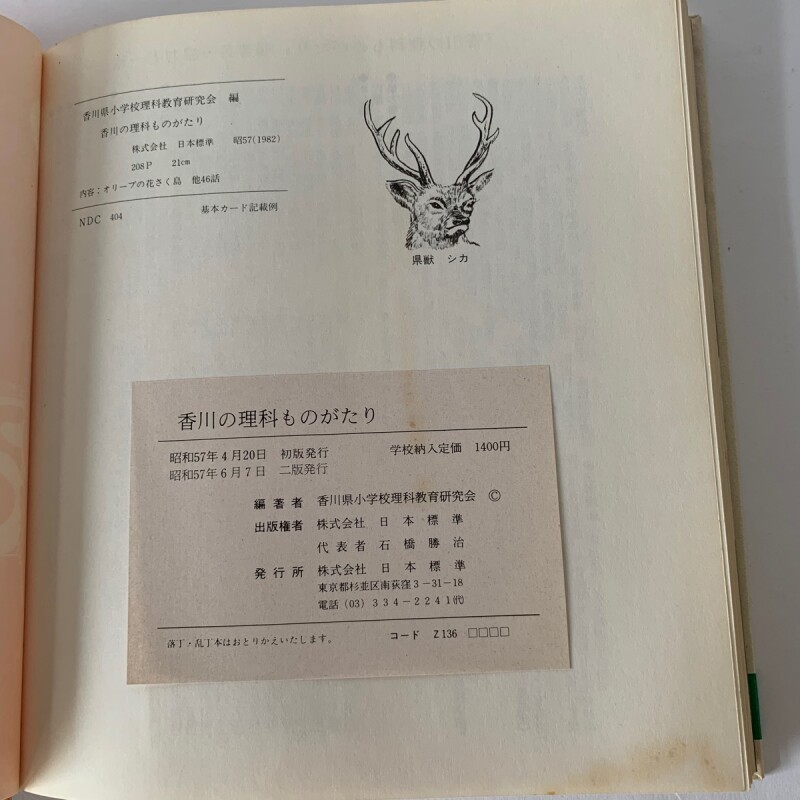 香川県小学校理科教育研究会 編
香川の理科ものがたり
株式会社 日本標準 昭57(1982)
208P 21cm
内容：オリーブの花さく島 他46話
NDC 404 基本カード記載例
県獣 シカ
香川の理科ものがたり
昭和57年4月20日 初版発行 学校納入定価 1400円
昭和57年6月7日 二版発行
編著者 香川県小学校理科教育研究会 ©
出版権者 株式会社 日本標準
代表者 石橋勝治
発行所 株式会社 日本標準
東京都杉並区南荻窪3-31-18
電話(03)334-2241㈹
落丁・乱丁本はおとりかえいたします。 コード Z136 □□□□